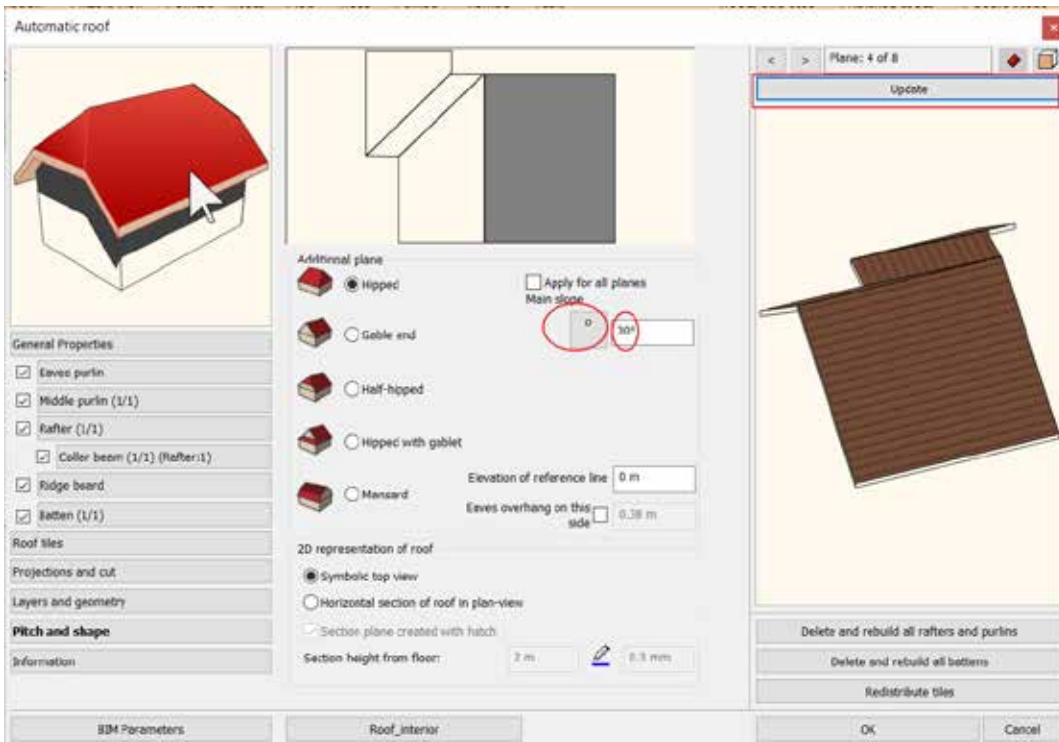 Automatic roof
< > Plane: 4 of 8
Update
General Properties
Eaves purlin
Middle purlin (1/1)
Rafter (1/1)
Coller beam (1/1) (Rafter:1)
Ridge board
Batten (1/1)
Roof tiles
Projections and cut
Layers and geometry
Pitch and shape
Information
Additional plane
Hipped
Apply for all planes
Main slope
Gable end
° 30°
Half-hipped
Hipped with gablet
Mansard
Elevation of reference line 0 m
Eaves overhang on this side 0.38 m
2D representation of roof
Symbolic top view
Horizontal section of roof in plan-view
Section plane created with hatch
Section height from floor: 2 m 0.3 mm
Delete and rebuild all rafters and purlins
Delete and rebuild all battens
Redistribute tiles
BIM Parameters
Roof_interior
OK
Cancel